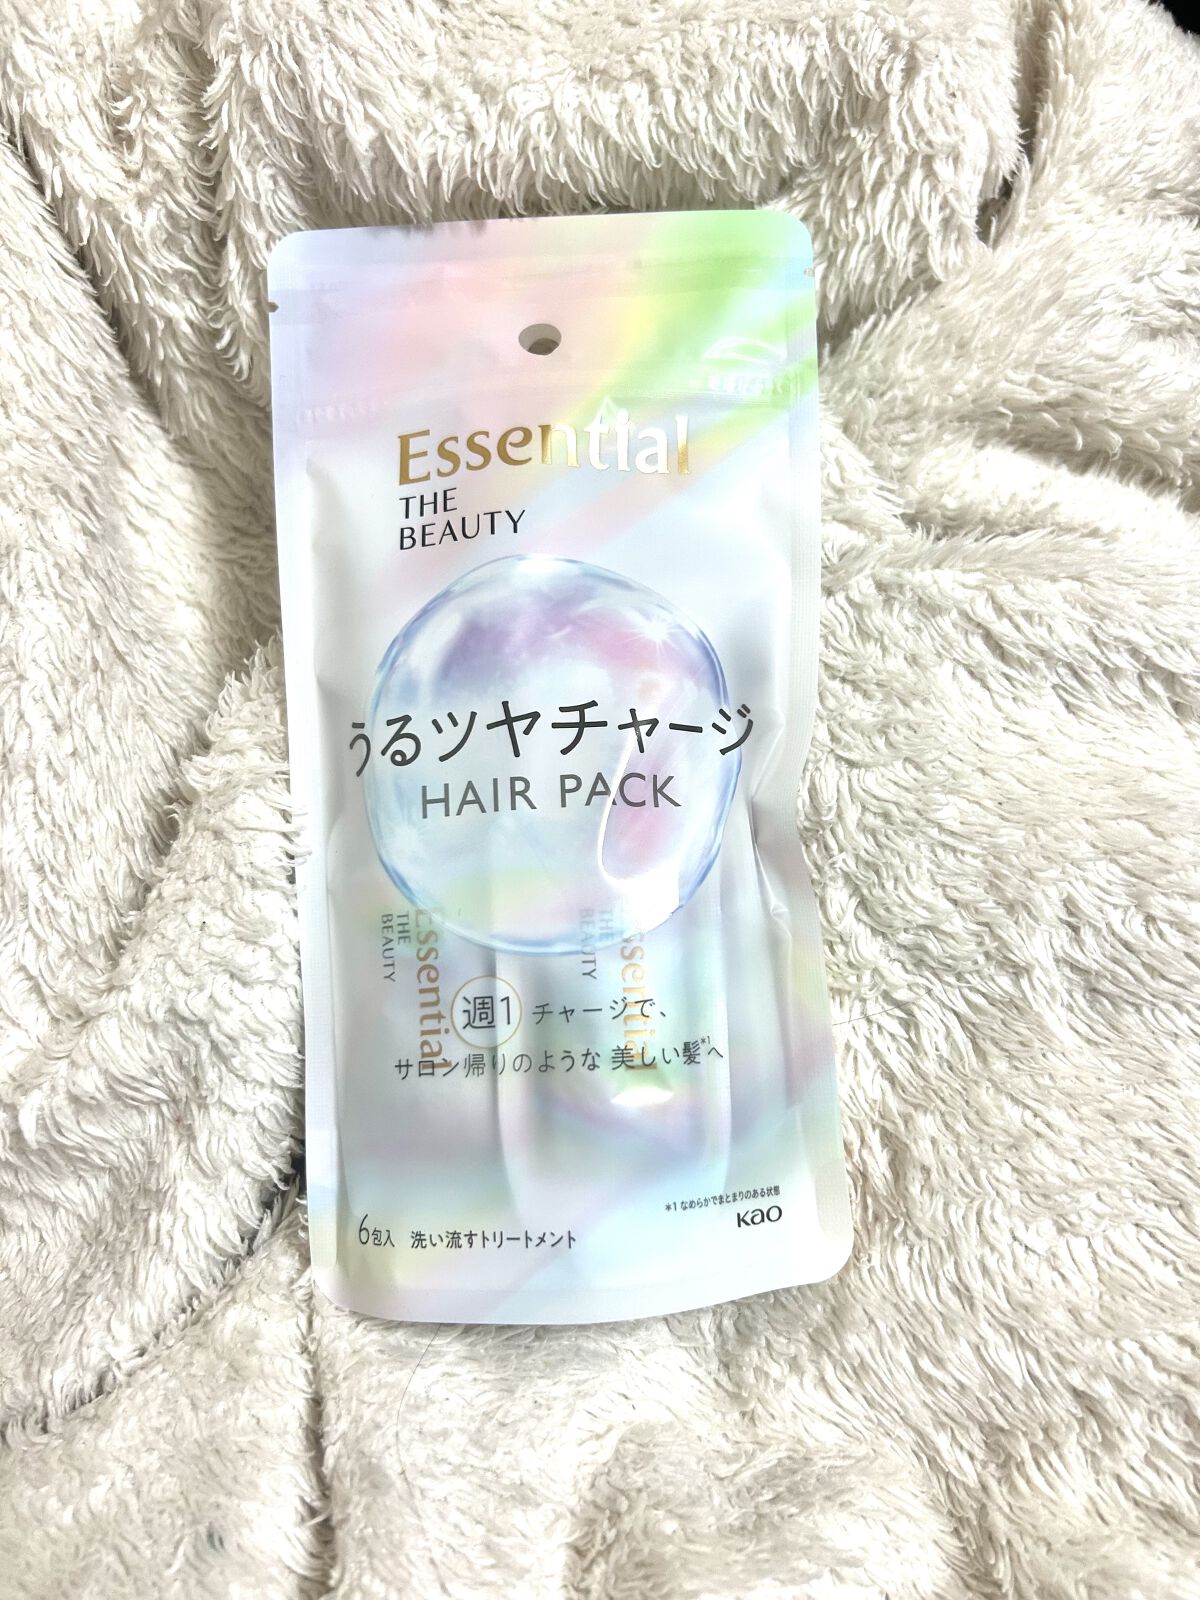 Essential
THE
BEAUTY
うるツヤチャージ
HAIR PACK
Essential
THE
BEAUTY
Essential
THE
BEAUTY
週1 チャージで、
サロン帰りのような 美しい髪*1へ
*1 なめらかでまとまりのある状態
Kao
6包入 洗い流すトリートメント